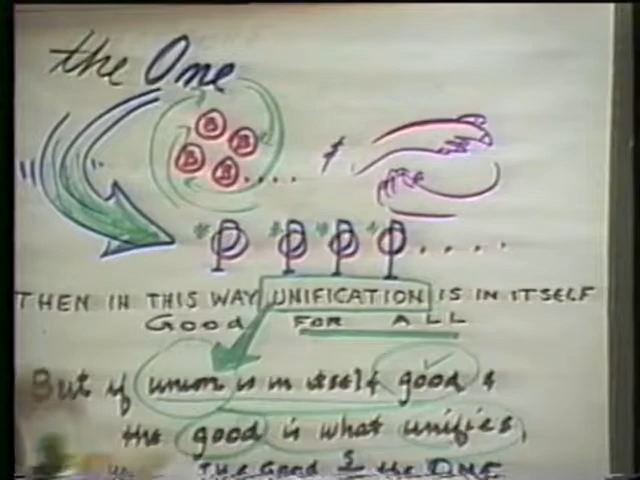 the One
B B B B .... &
* * * * ....
THEN IN THIS WAY UNIFICATION IS IN ITSELF
Good FOR ALL
But if union is in itself good &
the good is what unifies,
THE GOOD & the ONE